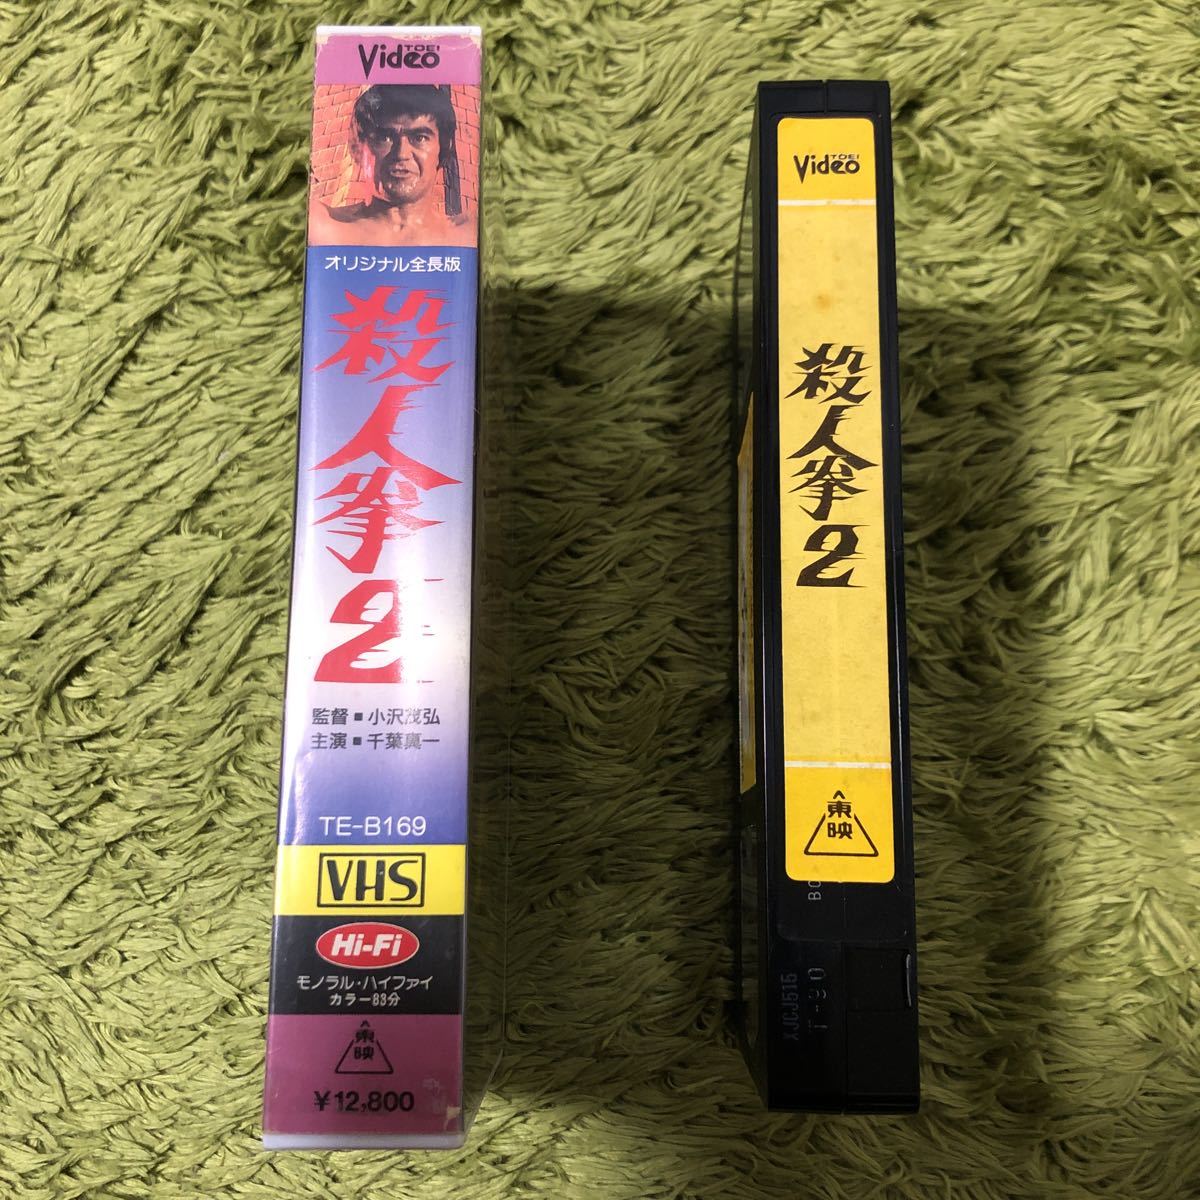 TOEI
Video
オリジナル全長版
殺人拳2
監督■小沢茂弘
主演■千葉真一
TE-B169
VHS
Hi-Fi
モノラル・ハイファイ
カラー83分
東映
¥12,800
TOEI
Video
殺人拳2
東映
XJCJ515
T-90